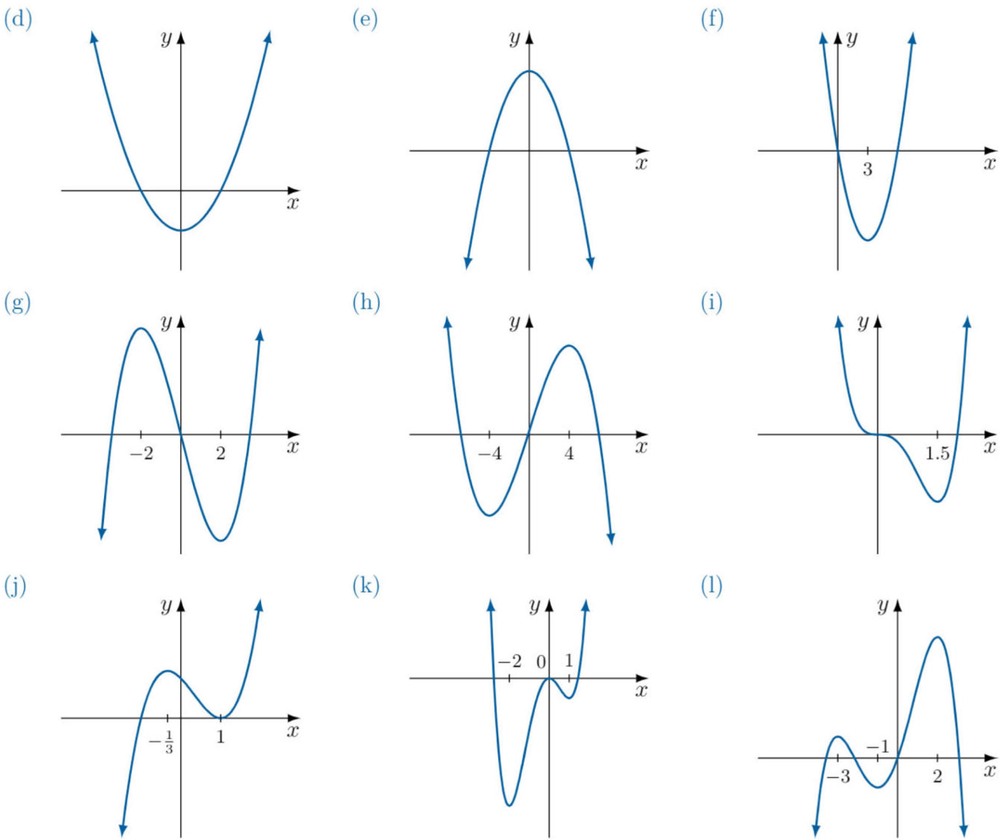 (d) (e) (f)
y y y
3
x x x
(g) (h) (i)
y y y
−2 2 x −4 4 x 1.5 x
(j) (k) (l)
y y y
−2 0 1
x
−1/3 1 x
−1
−3 2 x